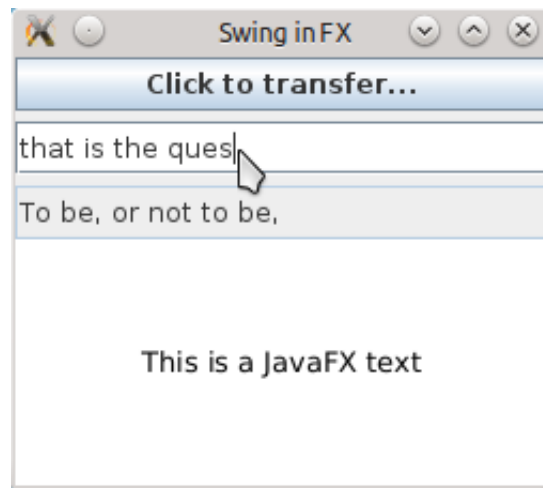 Swing in FX
Click to transfer...
that is the ques
To be, or not to be,
This is a JavaFX text